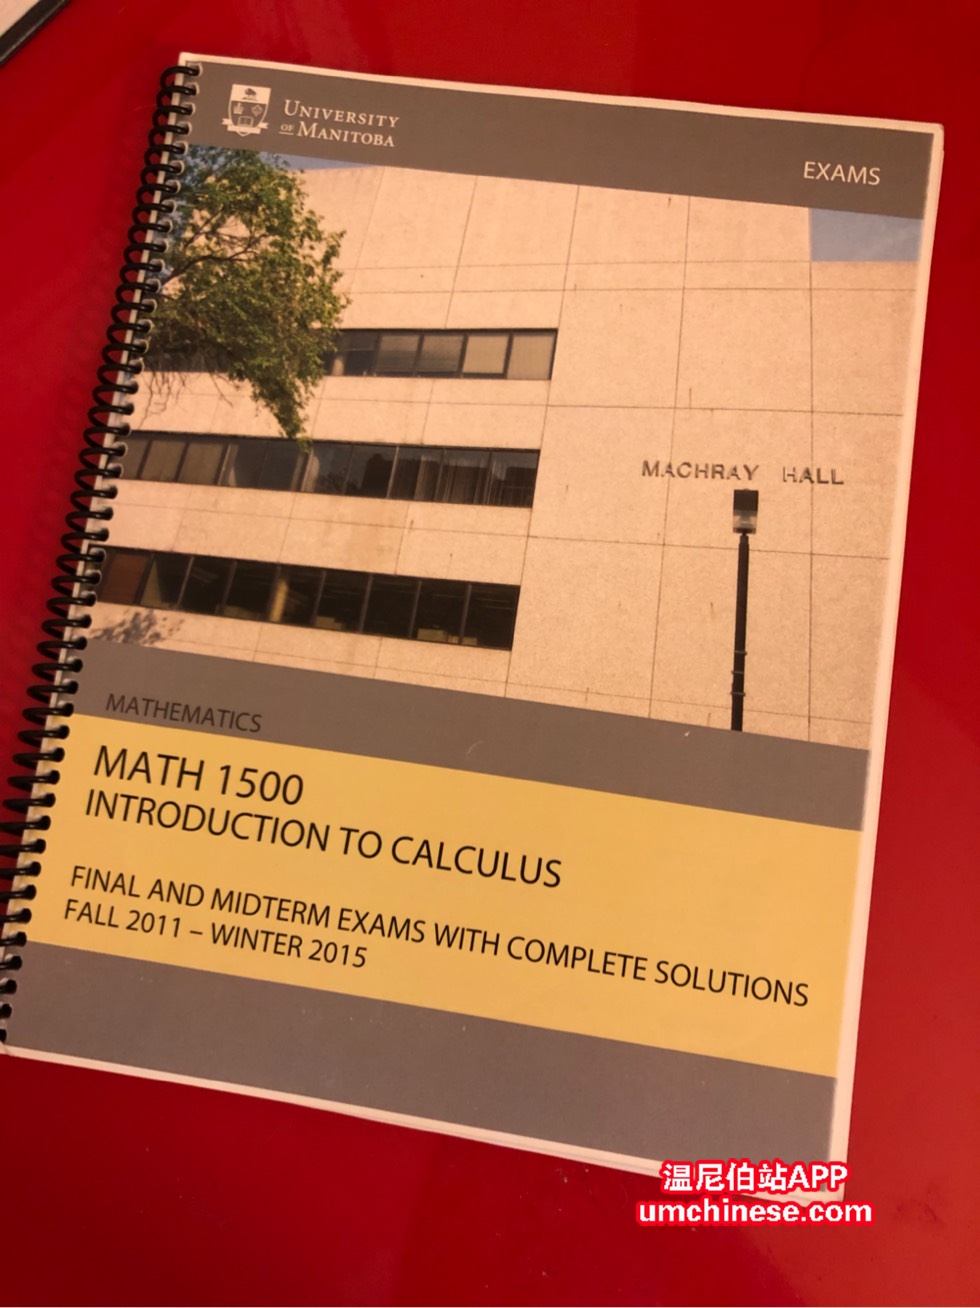 UNIVERSITY
OF MANITOBA
EXAMS
MACHRAY HALL
MATHEMATICS
MATH 1500
INTRODUCTION TO CALCULUS
FINAL AND MIDTERM EXAMS WITH COMPLETE SOLUTIONS
FALL 2011 – WINTER 2015
温尼伯站APP
umchinese.com